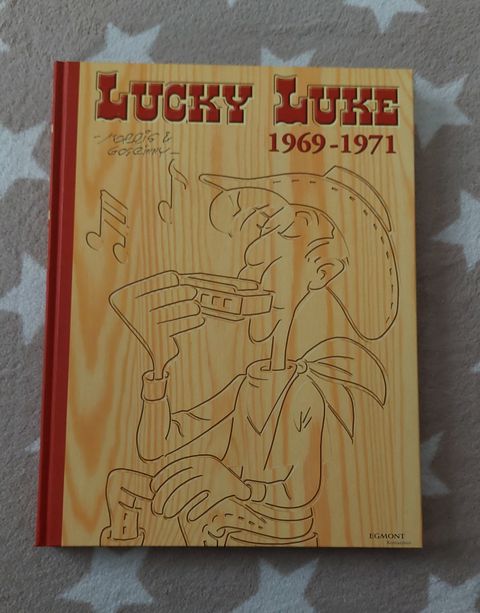 LUCKY LUKE
-MORRIS &
GOSCINNY-
1969-1971
EGMONT